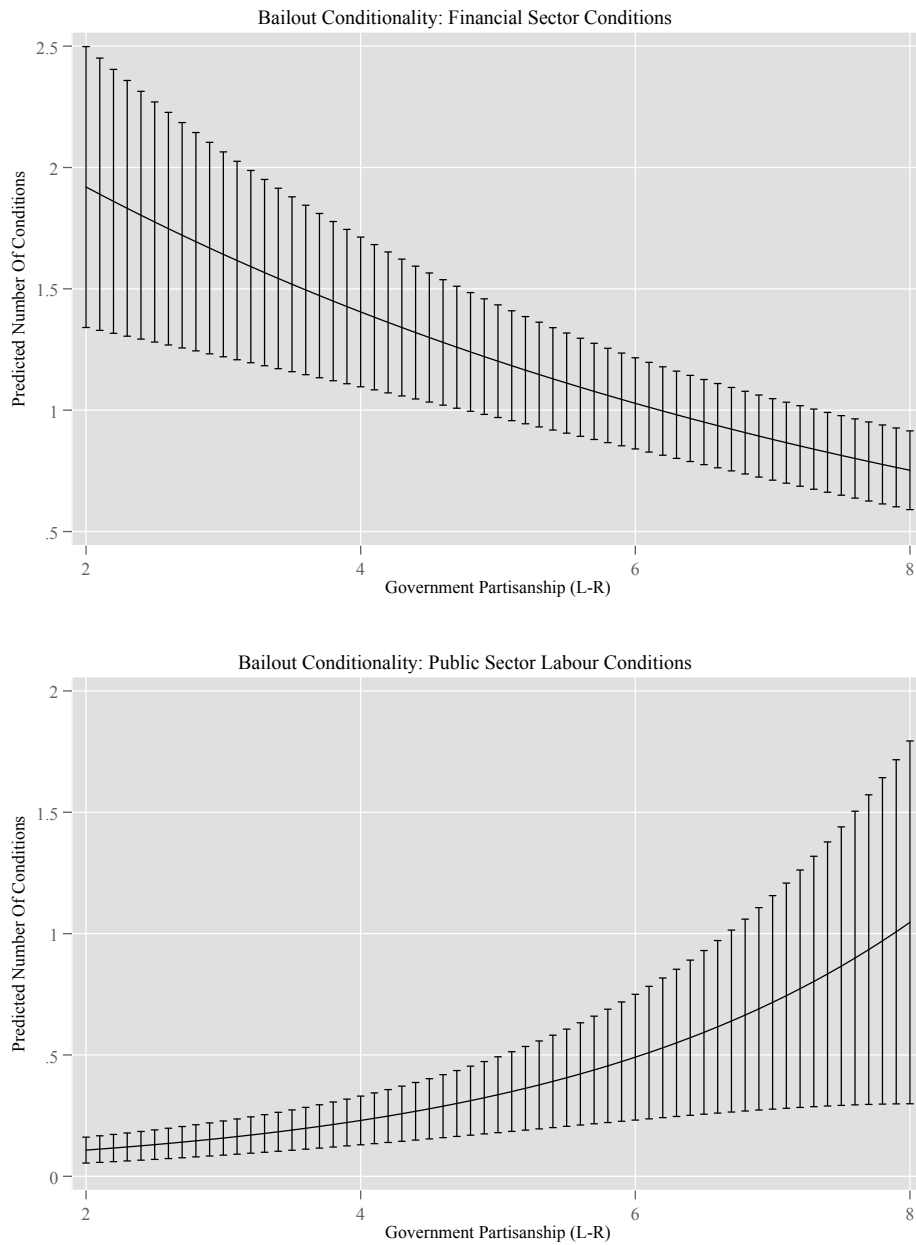 Bailout Conditionality: Financial Sector Conditions
2.5
2
1.5
1
.5
Predicted Number Of Conditions
2 4 6 8
Government Partisanship (L-R)
Bailout Conditionality: Public Sector Labour Conditions
2
1.5
1
.5
0
Predicted Number Of Conditions
2 4 6 8
Government Partisanship (L-R)